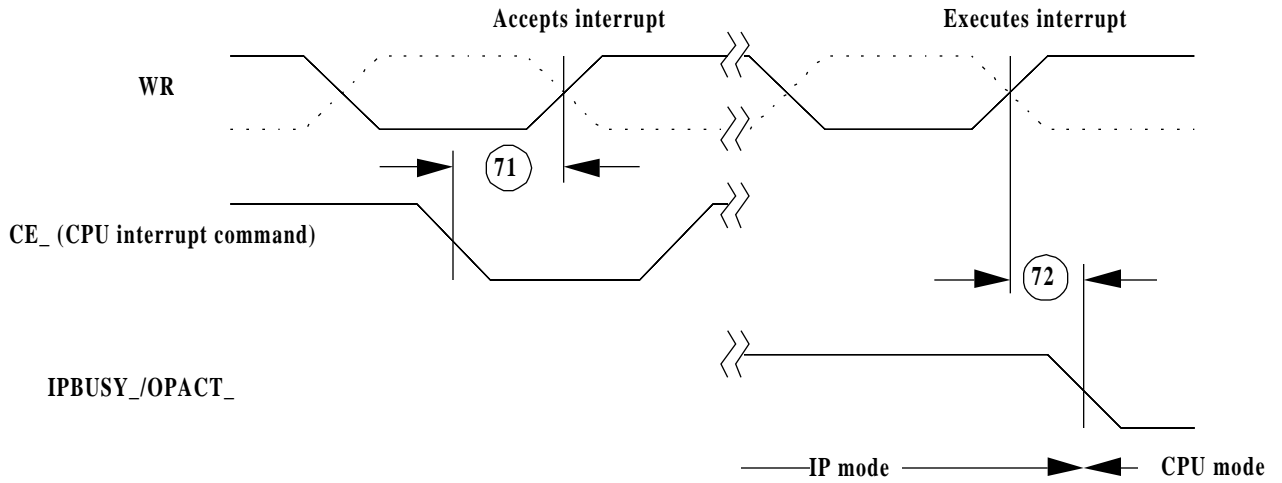 Accepts interrupt
Executes interrupt
WR
71
CE_ (CPU interrupt command)
72
IPBUSY_/OPACT_
IP mode
CPU mode